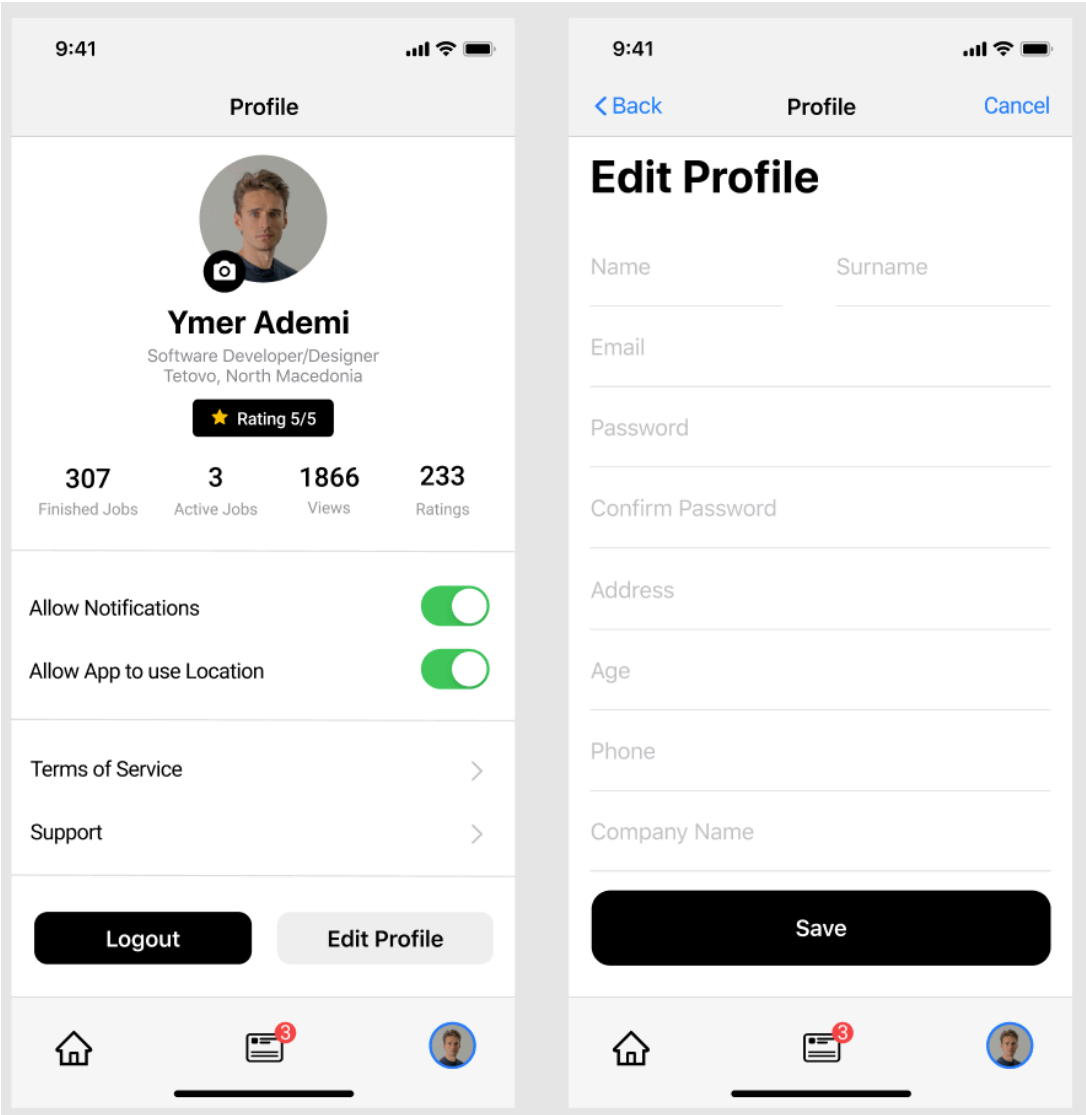 9:41
Profile
Ymer Ademi
Software Developer/Designer
Tetovo, North Macedonia
Rating 5/5
307 3 1866 233
Finished Jobs Active Jobs Views Ratings
Allow Notifications
Allow App to use Location
Terms of Service
Support
Logout Edit Profile
3
9:41
Back Profile Cancel
Edit Profile
Name Surname
Email
Password
Confirm Password
Address
Age
Phone
Company Name
Save
3